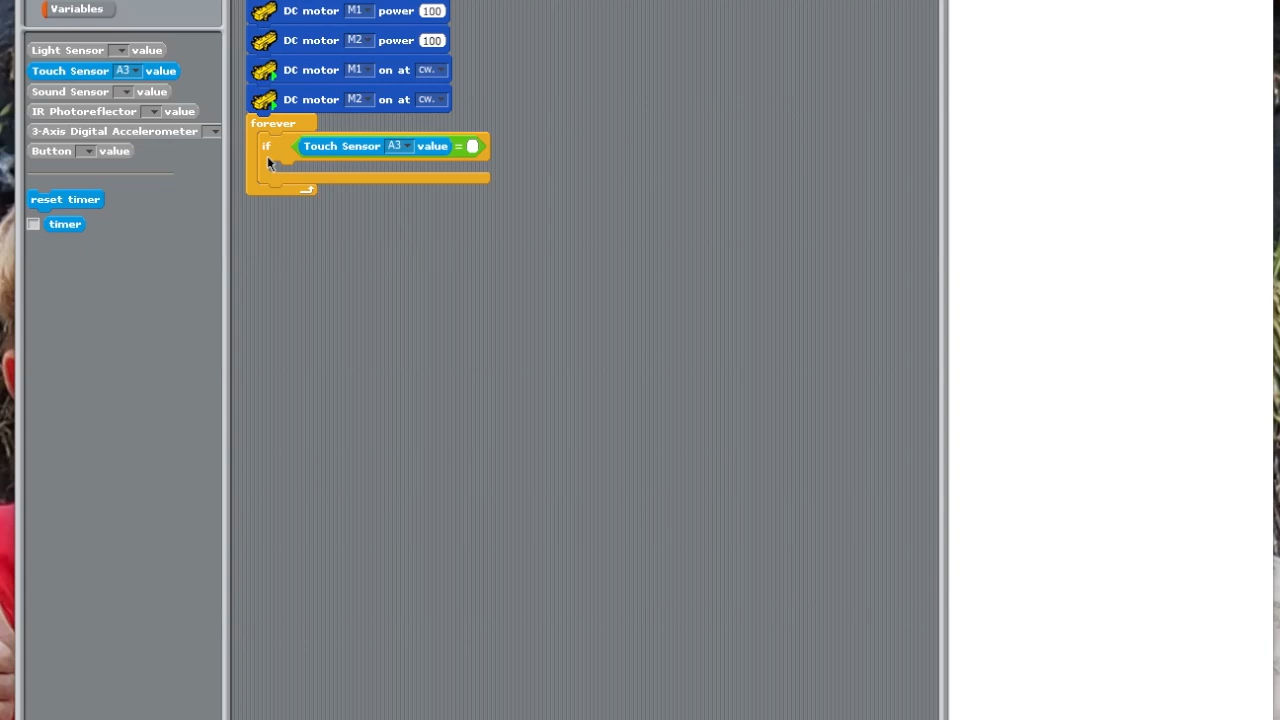 Variables
Light Sensor value
Touch Sensor A3 value
Sound Sensor value
IR Photoreflector value
3-Axis Digital Accelerometer
Button value
reset timer
timer
DC motor M1 power 100
DC motor M2 power 100
DC motor M1 on at cw.
DC motor M2 on at cw.
forever
if Touch Sensor A3 value =